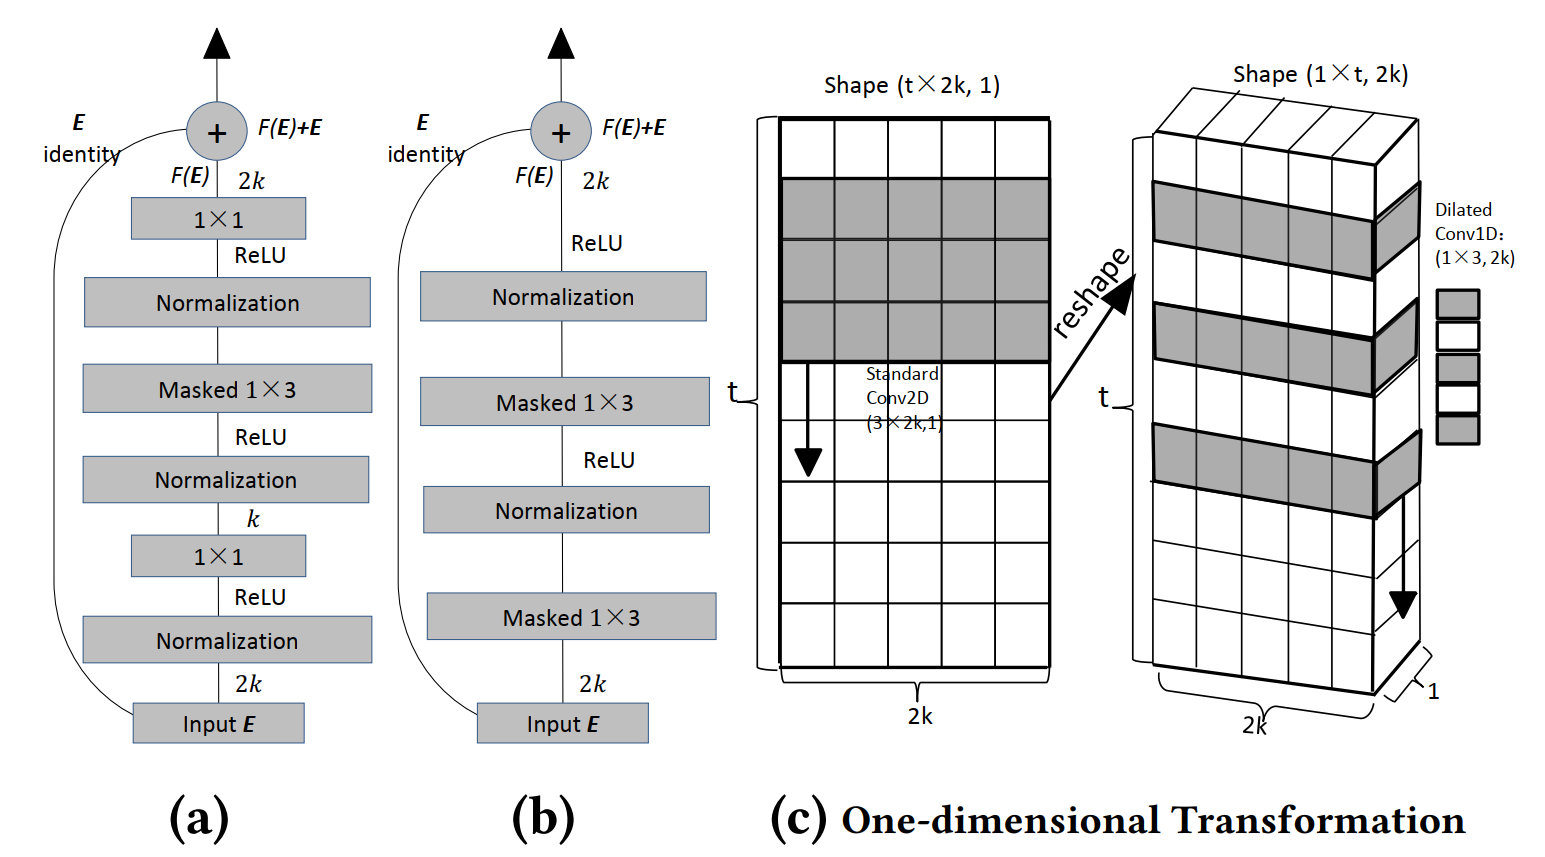 E
identity
+
F(E)+E
F(E)
2k
1×1
ReLU
Normalization
Masked 1×3
ReLU
Normalization
k
1×1
ReLU
Normalization
2k
Input E
(a)
E
identity
+
F(E)+E
F(E)
2k
ReLU
Normalization
Masked 1×3
ReLU
Normalization
Masked 1×3
2k
Input E
(b)
Shape (t×2k, 1)
t
Standard
Conv2D
(3×2k,1)
2k
reshape
Shape (1×t, 2k)
t
Dilated
Conv1D:
(1×3, 2k)
1
2k
(c) One-dimensional Transformation